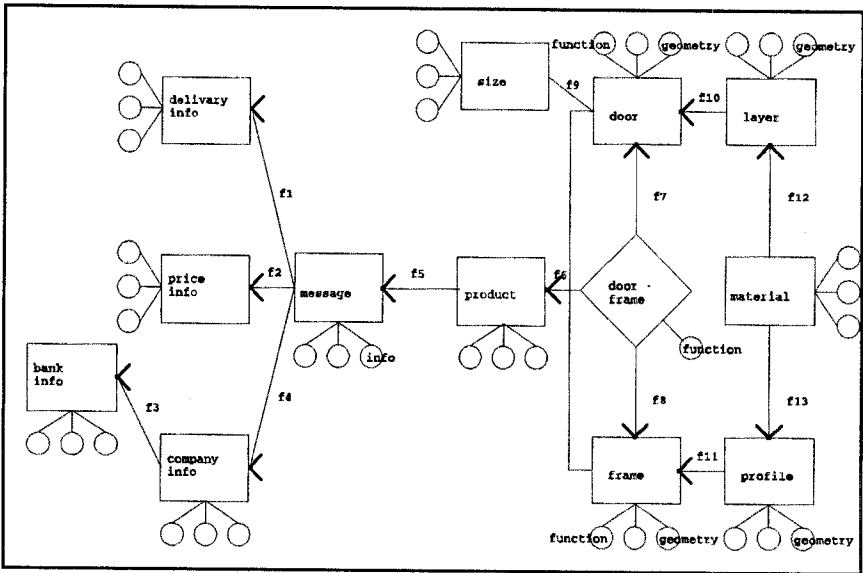 function
geometry
geometry
size
f9
f10
delivary
info
door
layer
f1
f7
f12
price
info
f2
message
f5
product
f6
door -
frame
material
info
function
bank
info
f3
f4
f8
f13
company
info
f11
frame
profile
function
geometry
geometry